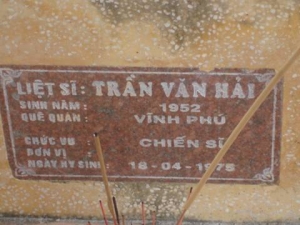 LIỆT SĨ : TRẦN VĂN HẢI
SINH NĂM : 1952
QUÊ QUÁN : VĨNH PHÚ
CHỨC VỤ : CHIẾN SĨ
ĐƠN VỊ :
NGÀY HY SINH : 18-04-1975